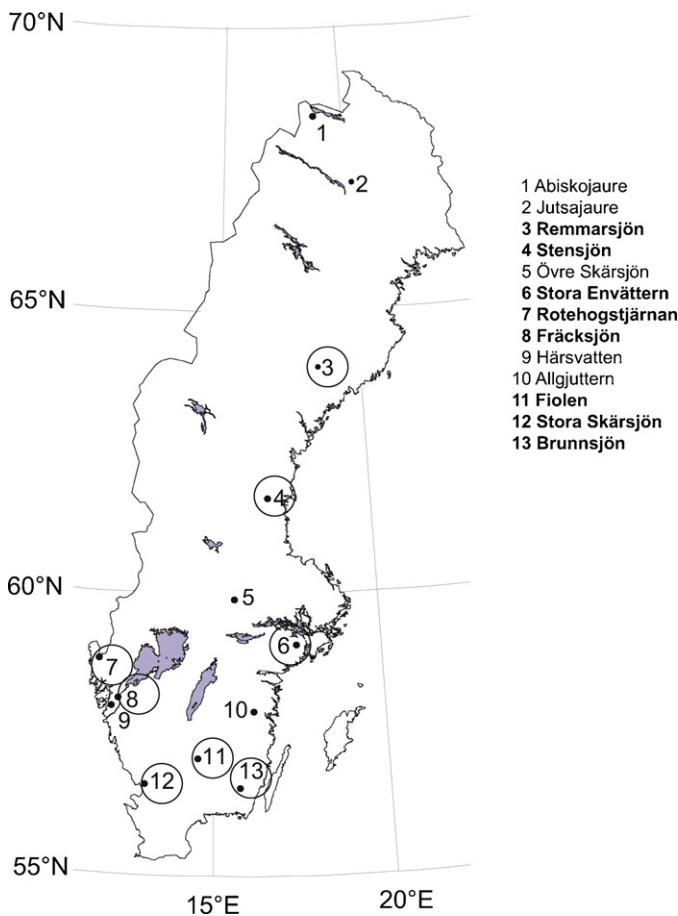 70°N
1
2
1 Abiskojaure
2 Jutsajaure
3 Remmarsjön
4 Stensjön
5 Övre Skärsjön
6 Stora Envättern
7 Rotehogstjärnan
8 Fräcksjön
9 Härsvatten
10 Allgjuttern
11 Fiolen
12 Stora Skärsjön
13 Brunnsjön
65°N
3
4
60°N
5
6
7
8
9
10
11
12
13
55°N
15°E
20°E